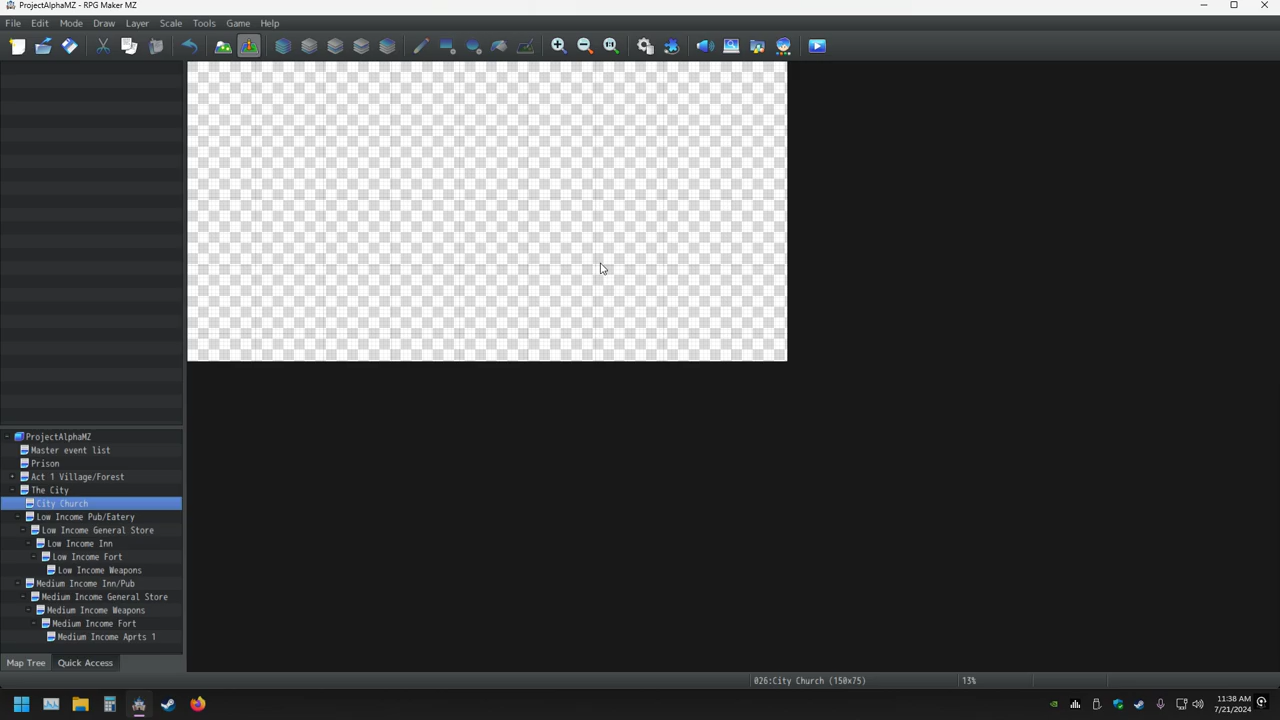 ProjectAlphaMZ - RPG Maker MZ
File Edit Mode Draw Layer Scale Tools Game Help
ProjectAlphaMZ
Master event list
Prison
Act 1 Village/Forest
The City
City Church
Low Income Pub/Eatery
Low Income General Store
Low Income Inn
Low Income Fort
Low Income Weapons
Medium Income Inn/Pub
Medium Income General Store
Medium Income Weapons
Medium Income Fort
Medium Income Aprts 1
Map Tree Quick Access
026:City Church (150x75) 13%
11:38 AM
7/21/2024